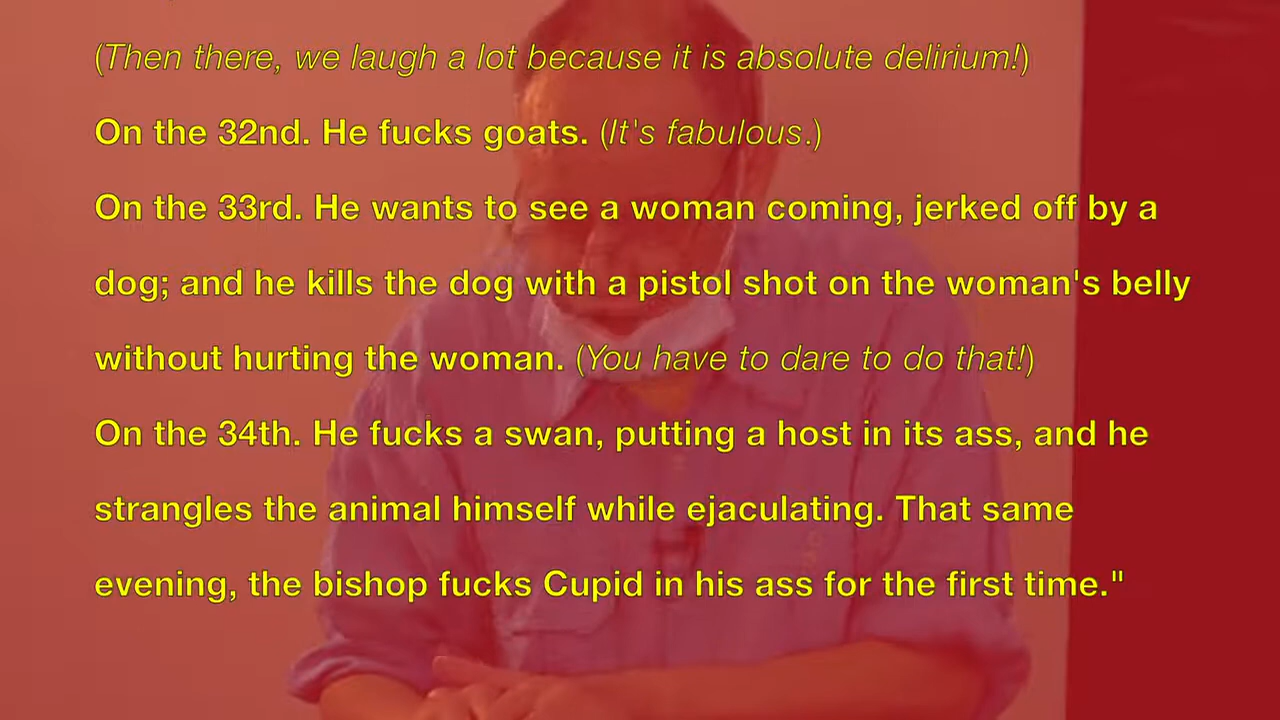 (Then there, we laugh a lot because it is absolute delirium!)
On the 32nd. He fucks goats. (It's fabulous.)
On the 33rd. He wants to see a woman coming, jerked off by a
dog; and he kills the dog with a pistol shot on the woman's belly
without hurting the woman. (You have to dare to do that!)
On the 34th. He fucks a swan, putting a host in its ass, and he
strangles the animal himself while ejaculating. That same
evening, the bishop fucks Cupid in his ass for the first time."